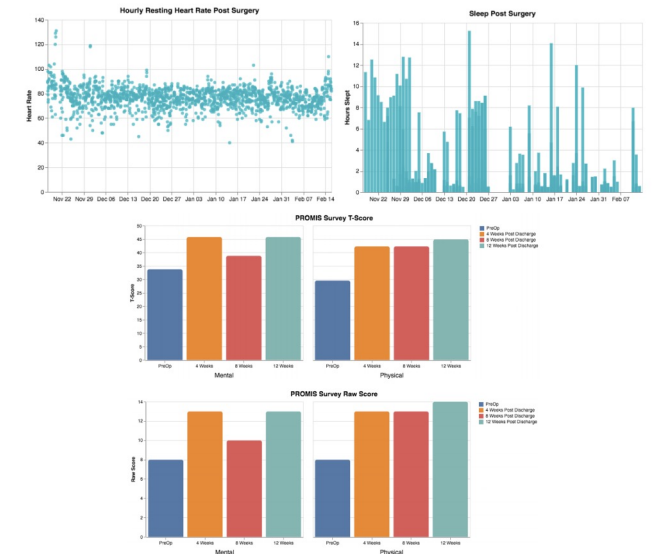 Hourly Resting Heart Rate Post Surgery
140
120
100
80
60
40
20
0
Heart Rate
Nov 22 Nov 29 Dec 06 Dec 13 Dec 20 Dec 27 Jan 03 Jan 10 Jan 17 Jan 24 Jan 31 Feb 07 Feb 14
Sleep Post Surgery
16
14
12
10
8
6
4
2
0
Hours Slept
Nov 22 Nov 29 Dec 06 Dec 13 Dec 20 Dec 27 Jan 03 Jan 10 Jan 17 Jan 24 Jan 31 Feb 07
PROMIS Survey T-Score
50
45
40
35
30
25
20
15
10
5
0
T-Score
PreOp 4 Weeks 8 Weeks 12 Weeks
Mental
PreOp 4 Weeks 8 Weeks 12 Weeks
Physical
PreOp
4 Weeks Post Discharge
8 Weeks Post Discharge
12 Weeks Post Discharge
PROMIS Survey Raw Score
14
12
10
8
6
4
2
0
Raw Score
PreOp 4 Weeks 8 Weeks 12 Weeks
Mental
PreOp 4 Weeks 8 Weeks 12 Weeks
Physical
PreOp
4 Weeks Post Discharge
8 Weeks Post Discharge
12 Weeks Post Discharge